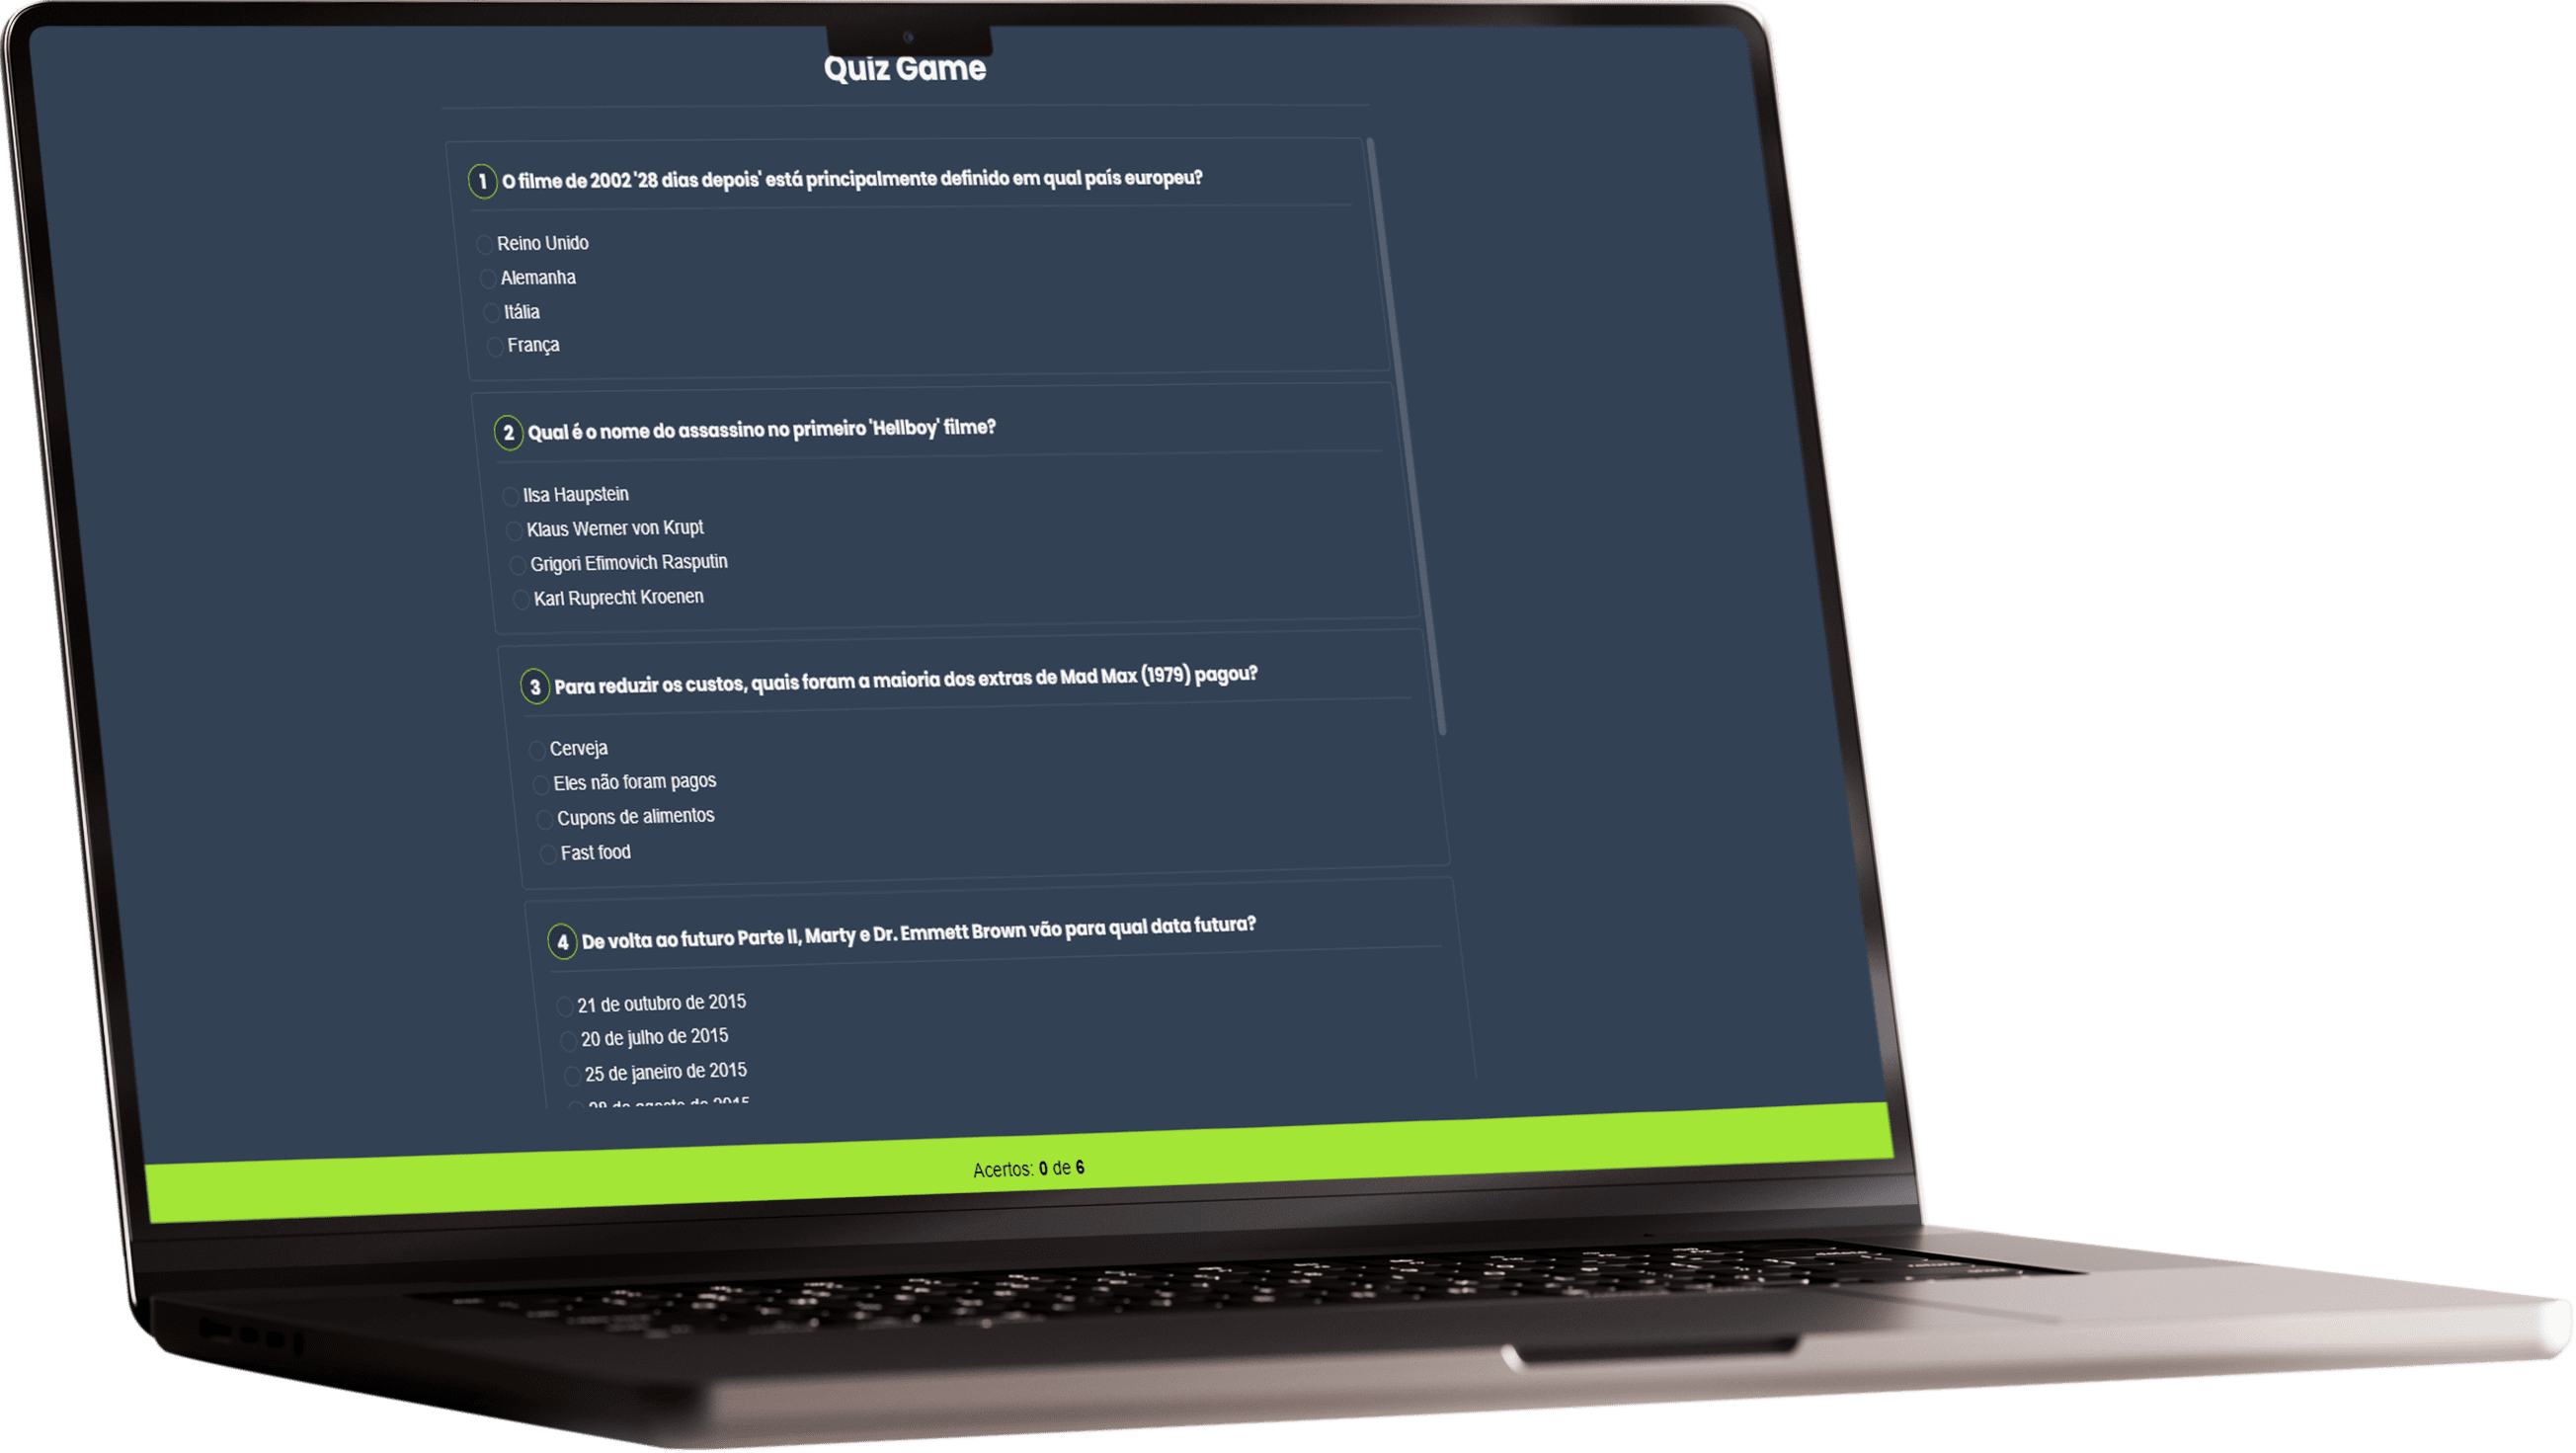 Quiz Game
1 O filme de 2002 '28 dias depois' está principalmente definido em qual país europeu?
Reino Unido
Alemanha
Itália
França
2 Qual é o nome do assassino no primeiro 'Hellboy' filme?
Ilsa Haupstein
Klaus Werner von Krupt
Grigori Efimovich Rasputin
Karl Ruprecht Kroenen
3 Para reduzir os custos, quais foram a maioria dos extras de Mad Max (1979) pagou?
Cerveja
Eles não foram pagos
Cupons de alimentos
Fast food
4 De volta ao futuro Parte II, Marty e Dr. Emmett Brown vão para qual data futura?
21 de outubro de 2015
20 de julho de 2015
25 de janeiro de 2015
de agosto de 2015
Acertos: 0 de 6